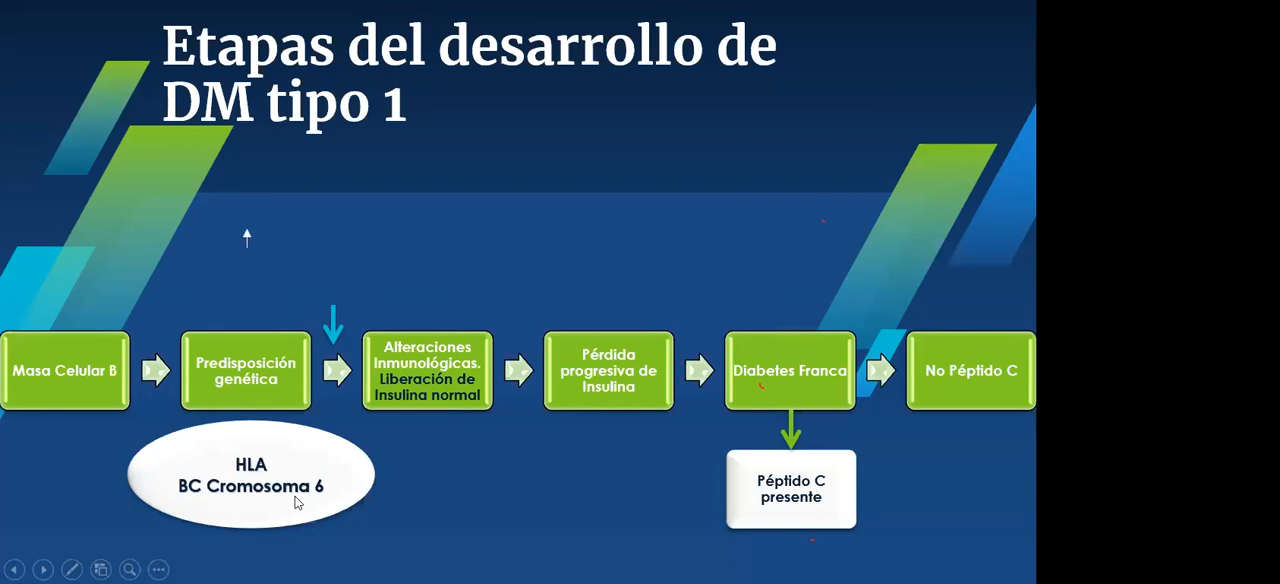 Etapas del desarrollo de
DM tipo 1
Masa Celular B
Predisposición
genética
Alteraciones
Inmunológicas.
Liberación de
Insulina normal
Pérdida
progresiva de
Insulina
Diabetes Franca
No Péptido C
HLA
BC Cromosoma 6
Péptido C
presente